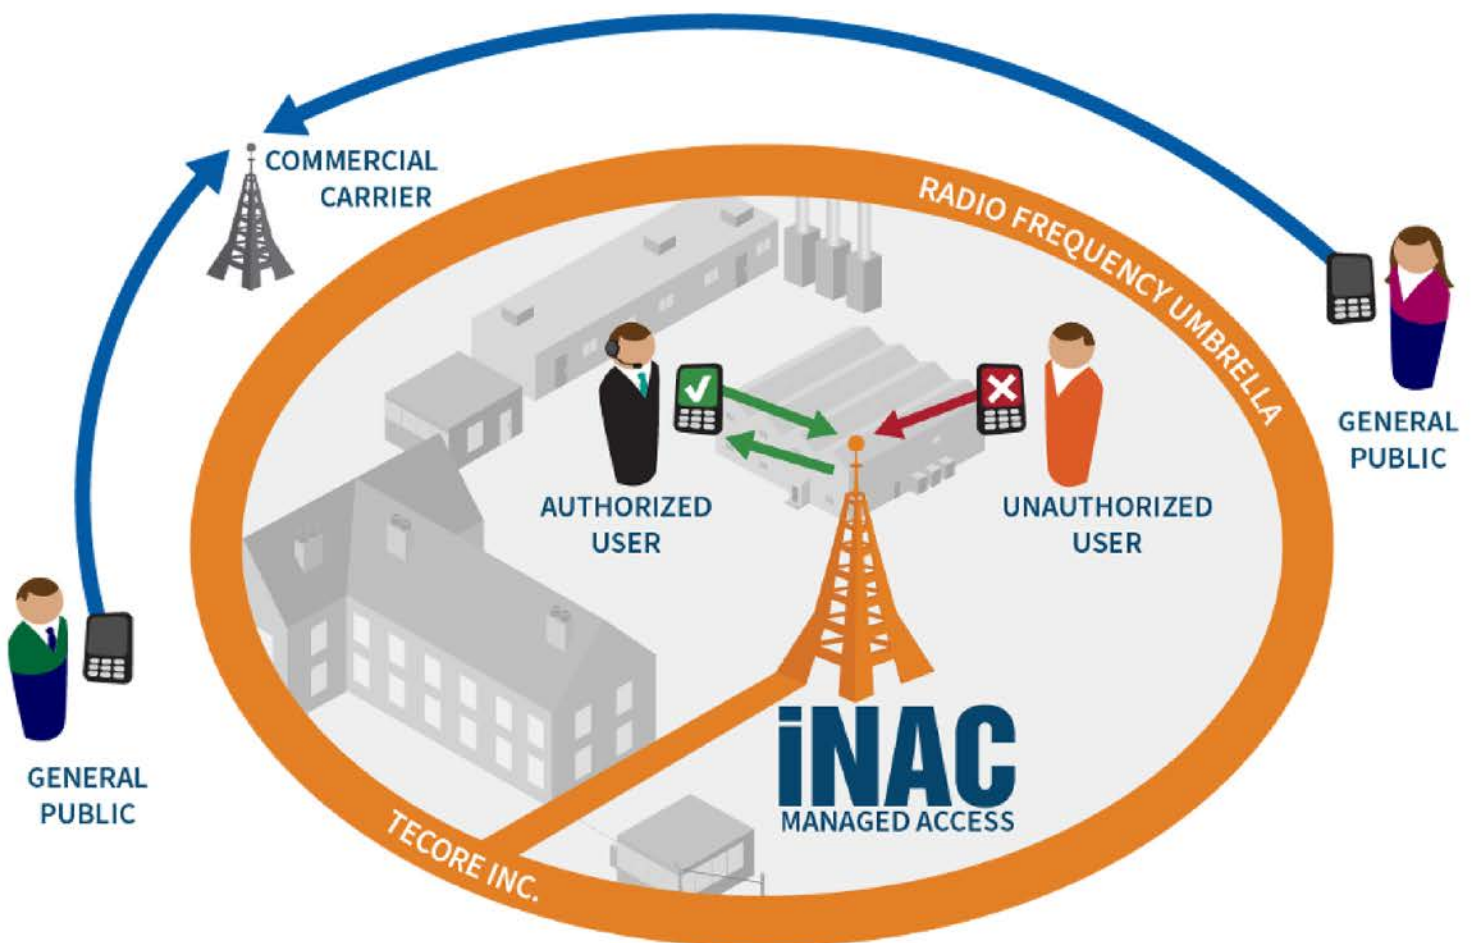 COMMERCIAL
CARRIER
RADIO FREQUENCY UMBRELLA
GENERAL
PUBLIC
AUTHORIZED
USER
UNAUTHORIZED
USER
GENERAL
PUBLIC
iNAC
MANAGED ACCESS
TECORE INC.